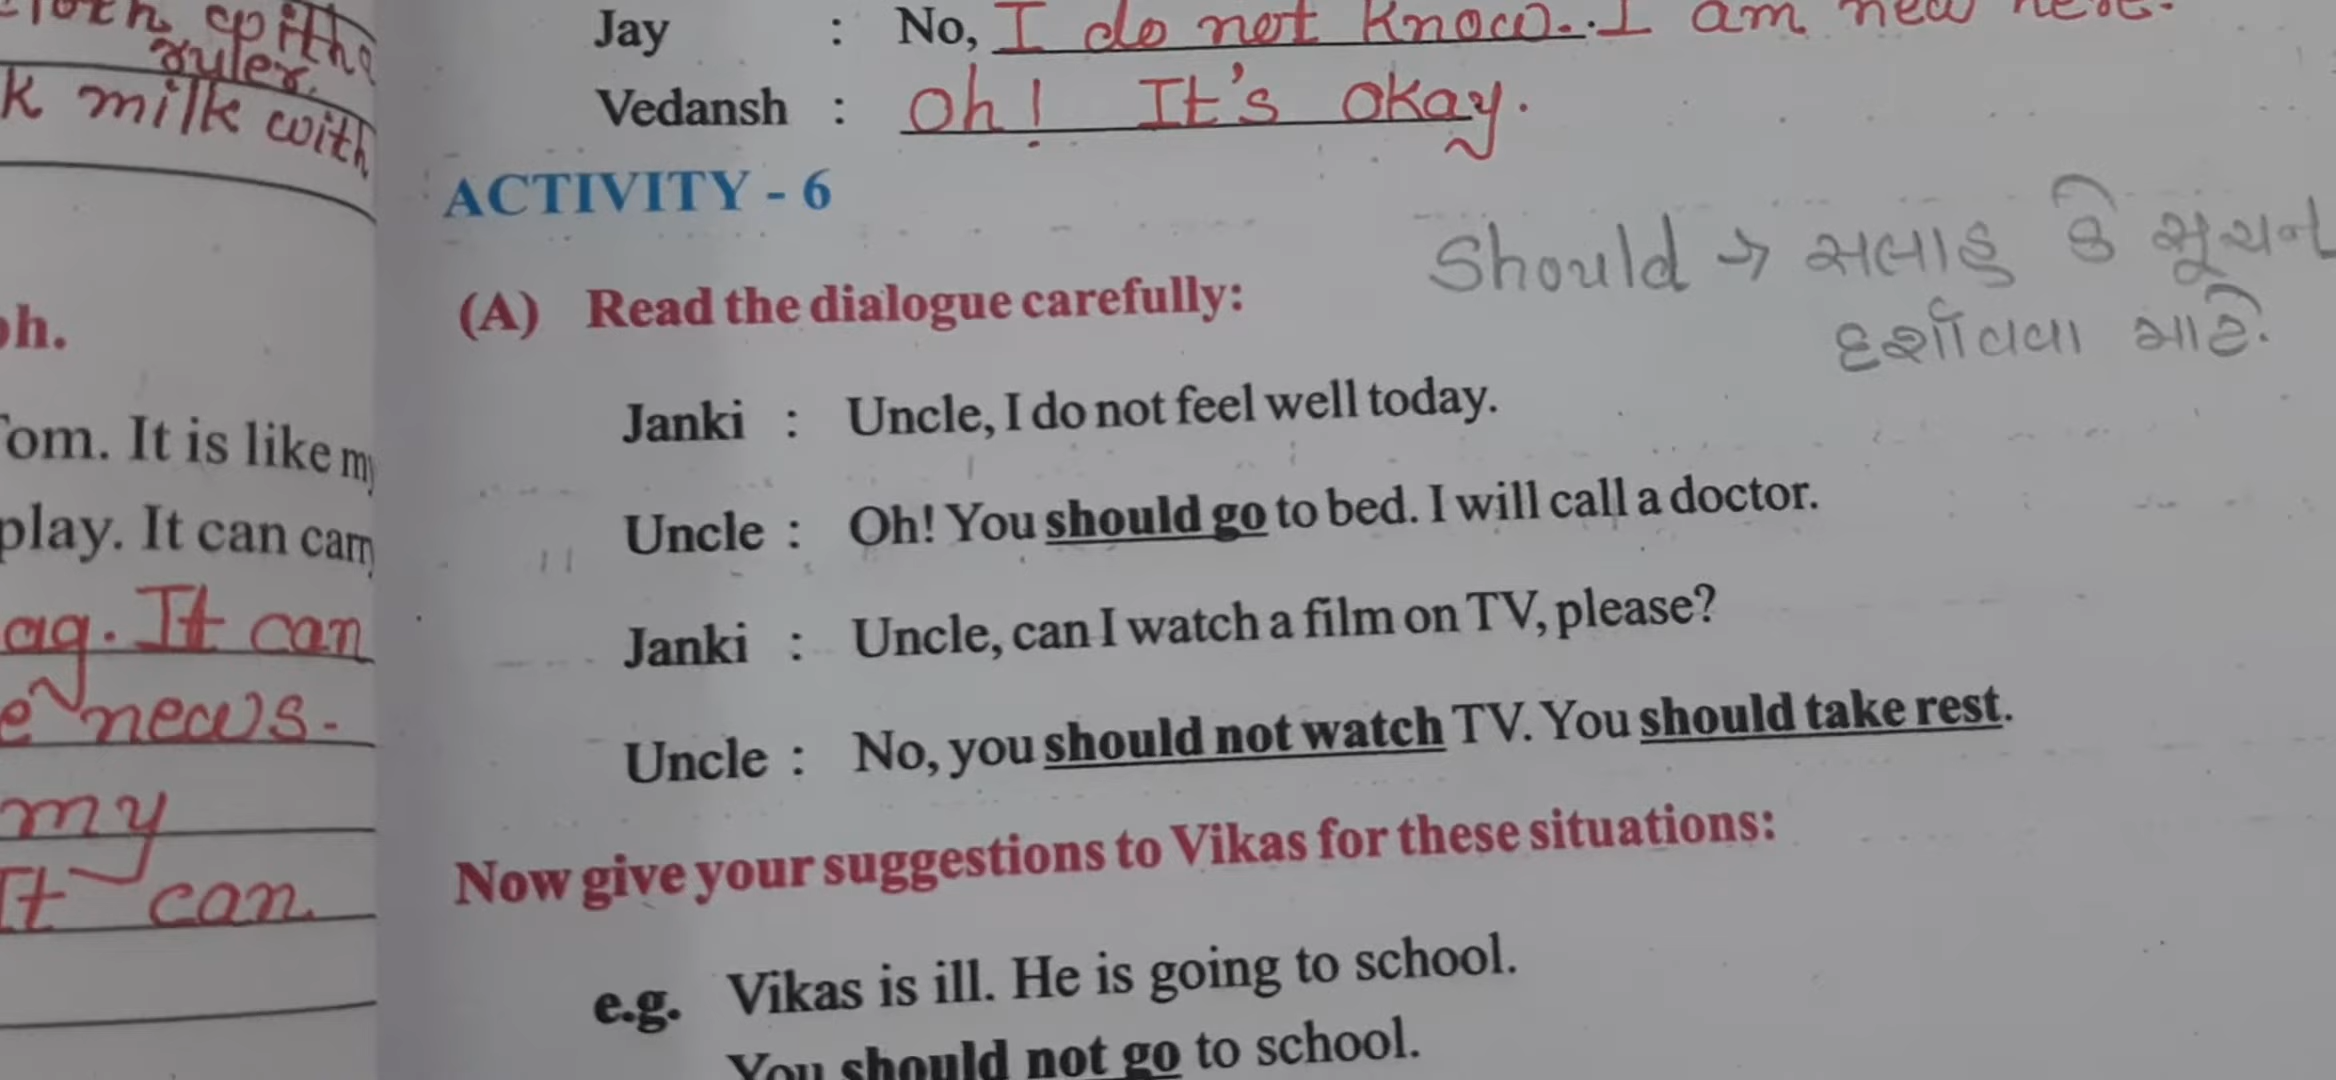 ruler.
k milk with
oh.
om. It is like my
play. It can carry
ag. It can
e news.
my
It can
Jay : No, I do not know. I am new here.
Vedansh : Oh! It's okay.
ACTIVITY - 6
Should → સલાહ કે સૂચન
દર્શાવવા માટે.
(A) Read the dialogue carefully:
Janki : Uncle, I do not feel well today.
Uncle : Oh! You should go to bed. I will call a doctor.
Janki : Uncle, can I watch a film on TV, please?
Uncle : No, you should not watch TV. You should take rest.
Now give your suggestions to Vikas for these situations:
e.g. Vikas is ill. He is going to school.
You should not go to school.